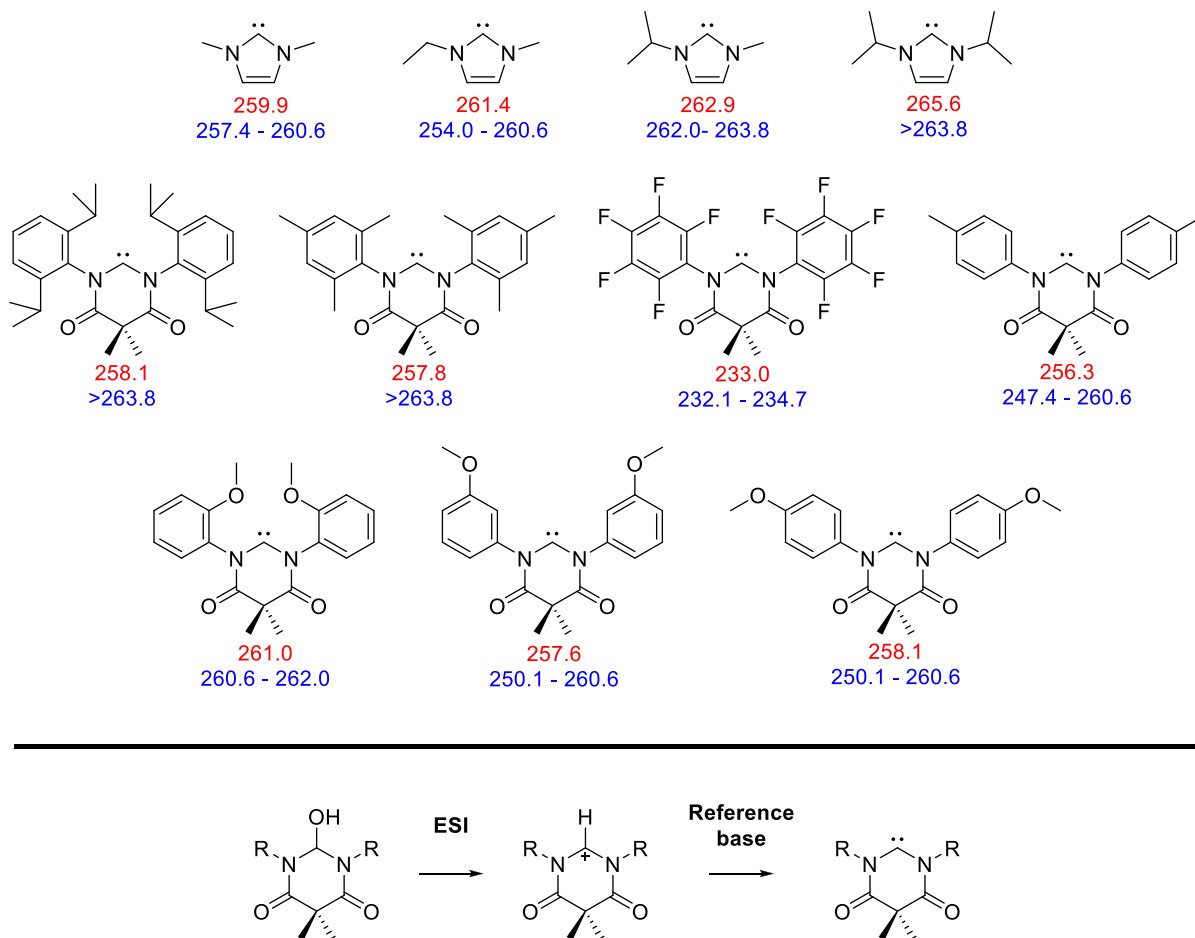 N N N N N N N N
259.9 261.4 262.9 265.6
257.4 - 260.6 254.0 - 260.6 262.0- 263.8 >263.8
F F
F F F F
F F
N N N N N N N N
F F
O O O O O O O O
258.1 257.8 233.0 256.3
>263.8 >263.8 232.1 - 234.7 247.4 - 260.6
O O
O O O O
N N N N N N
O O O O O O
261.0 257.6 258.1
260.6 - 262.0 250.1 - 260.6 250.1 - 260.6
OH ESI H Reference
base
R R R + R R R
N N N N N N
O O O O O O